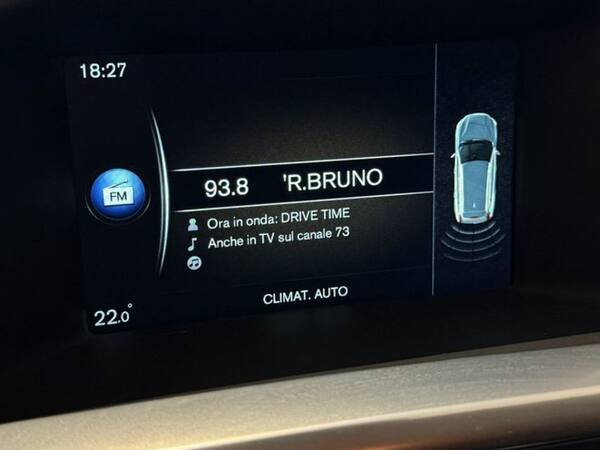 18:27
FM
93.8 'R.BRUNO
Ora in onda: DRIVE TIME
Anche in TV sul canale 73
CLIMAT. AUTO
22.0°